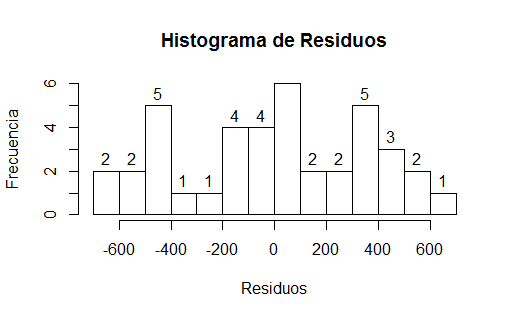 Histograma de Residuos
Frecuencia
0 2 4 6
2 2 5 1 1 4 4 2 2 5 3 2 1
-600 -400 -200 0 200 400 600
Residuos